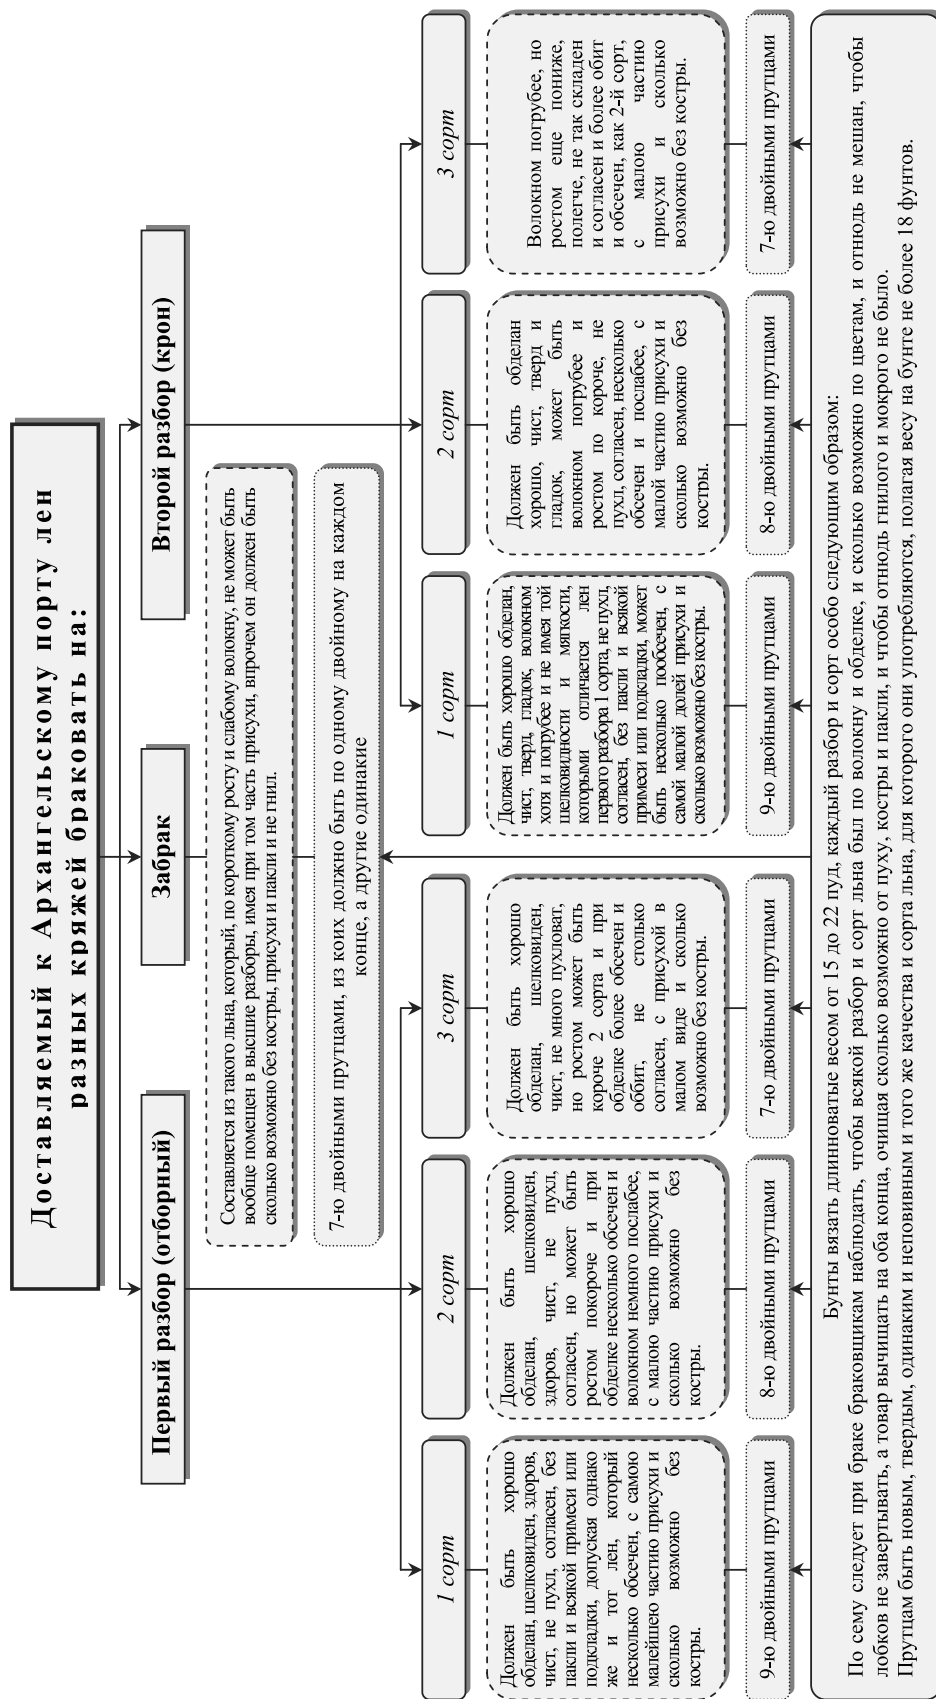 Доставляемый к Архангельскому порту лен
разных кряжей браковать на:
Первый разбор (отборный)
Забрак
Второй разбор (крон)
Составляется из такого льна, который, по короткому росту и слабому волокну, не может быть
вообще помещен в высшие разборы, имея при том часть присухи, впрочем он должен быть
сколько возможно без костры, присухи и пакли и не гнил.
7-ю двойными прутцами, из коих должно быть по одному двойному на каждом
конце, а другие одинакие
1 сорт
Должен быть хорошо
обделан, шелковиден, здоров,
чист, не пухл, согласен, без
пакли и всякой примеси или
подкладки, допуская однако
же и тот лен, который
несколько обсечен, с самою
малейшею частию присухи и
сколько возможно без
костры.
9-ю двойными прутцами
2 сорт
Должен быть хорошо
обделан, шелковиден,
здоров, чист, не пухл,
согласен, но может быть
ростом покороче и при
обделке несколько обсечен и
волокном немного послабее,
с малою частию присухи и
сколько возможно без
костры.
8-ю двойными прутцами
3 сорт
Должен быть хорошо
обделан, шелковиден,
чист, не много пухловат,
но ростом может быть
короче 2 сорта и при
обделке более обсечен и
оббит, не столько
согласен, с присухой в
малом виде и сколько
возможно без костры.
7-ю двойными прутцами
1 сорт
Должен быть хорошо обделан,
чист, тверд, гладок, волокном
хотя и погрубее и не имея той
шелковидности и мягкости,
которыми отличается лен
первого разбора 1 сорта, не пухл,
согласен, без пакли и всякой
примеси или подкладки, может
быть несколько пообсечен, с
самой малой долей присухи и
сколько возможно без костры.
9-ю двойными прутцами
2 сорт
Должен быть обделан
хорошо, чист, тверд и
гладок, может быть
волокном погрубее и
ростом по короче, не
пухл, согласен, несколько
обсечен и послабее, с
малой частию присухи и
сколько возможно без
костры.
8-ю двойными прутцами
3 сорт
Волокном погрубее, но
ростом еще пониже,
полегче, не так складен
и согласен и более обит
и обсечен, как 2-й сорт,
с малою частию
присухи и сколько
возможно без костры.
7-ю двойными прутцами
Бунты вязать длинноватые весом от 15 до 22 пуд, каждый разбор и сорт особо следующим образом:
По сему следует при браке браковщикам наблюдать, чтобы всякой разбор и сорт льна был по волокну и обделке, и сколько возможно по цветам, и отнюдь не мешан, чтобы
лобков не завертывать, а товар вычищать на оба конца, очищая сколько возможно от пуху, костры и пакли, и чтобы отнюдь гнилого и мокрого не было.
Прутцам быть новым, твердым, одинаким и неповивным и того же качества и сорта льна, для которого они употребляются, полагая весу на бунте не более 18 фунтов.